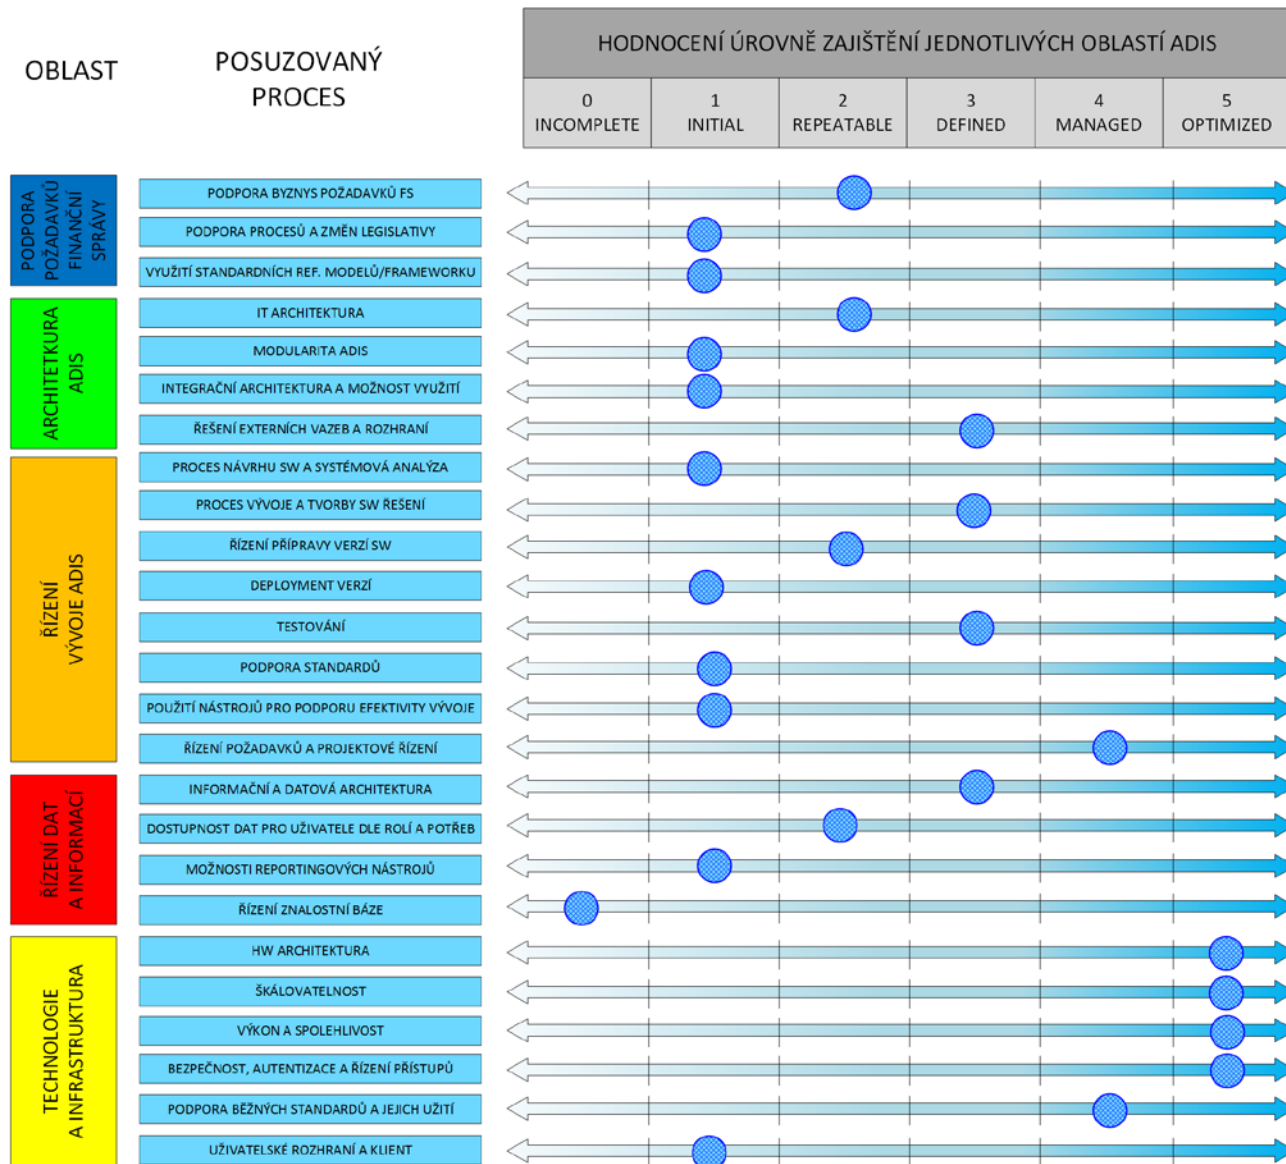 OBLAST
POSUZOVANÝ
PROCES
HODNOCENÍ ÚROVNĚ ZAJIŠTĚNÍ JEDNOTLIVÝCH OBLASTÍ ADIS
0
INCOMPLETE
1
INITIAL
2
REPEATABLE
3
DEFINED
4
MANAGED
5
OPTIMIZED
PODPORA
POŽADAVKŮ
FINANČNÍ
SPRÁVY
PODPORA BYZNYS POŽADAVKŮ FS
PODPORA PROCESŮ A ZMĚN LEGISLATIVY
VYUŽITÍ STANDARDNÍCH REF. MODELŮ/FRAMEWORKU
ARCHITETKURA
ADIS
IT ARCHITEKTURA
MODULARITA ADIS
INTEGRAČNÍ ARCHITEKTURA A MOŽNOST VYUŽITÍ
ŘEŠENÍ EXTERNÍCH VAZEB A ROZHRANÍ
ŘÍZENÍ
VÝVOJE ADIS
PROCES NÁVRHU SW A SYSTÉMOVÁ ANALÝZA
PROCES VÝVOJE A TVORBY SW ŘEŠENÍ
ŘÍZENÍ PŘÍPRAVY VERZÍ SW
DEPLOYMENT VERZÍ
TESTOVÁNÍ
PODPORA STANDARDŮ
POUŽITÍ NÁSTROJŮ PRO PODPORU EFEKTIVITY VÝVOJE
ŘÍZENÍ POŽADAVKŮ A PROJEKTOVÉ ŘÍZENÍ
ŘÍZENÍ DAT
A INFORMACÍ
INFORMAČNÍ A DATOVÁ ARCHITEKTURA
DOSTUPNOST DAT PRO UŽIVATELE DLE ROLÍ A POTŘEB
MOŽNOSTI REPORTINGOVÝCH NÁSTROJŮ
ŘÍZENÍ ZNALOSTNÍ BÁZE
TECHNOLOGIE
A INFRASTRUKTURA
HW ARCHITEKTURA
ŠKÁLOVATELNOST
VÝKON A SPOLEHLIVOST
BEZPEČNOST, AUTENTIZACE A ŘÍZENÍ PŘÍSTUPŮ
PODPORA BĚŽNÝCH STANDARDŮ A JEJICH UŽITÍ
UŽIVATELSKÉ ROZHRANÍ A KLIENT